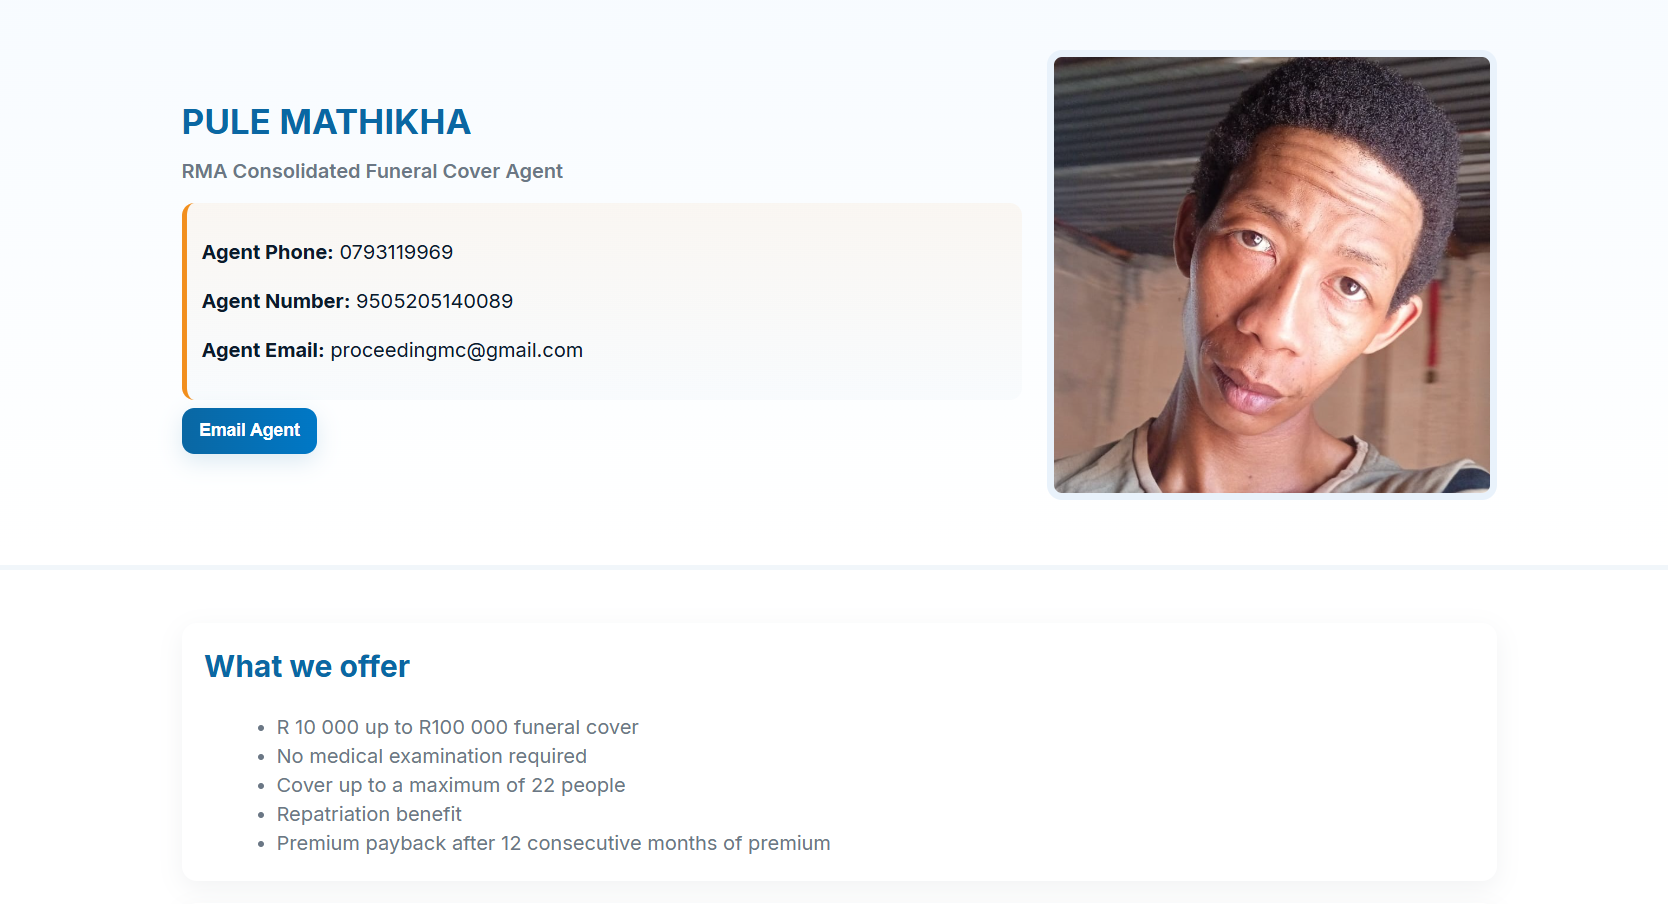 PULE MATHIKHA
RMA Consolidated Funeral Cover Agent
Agent Phone: 0793119969
Agent Number: 9505205140089
Agent Email: proceedingmc@gmail.com
Email Agent
What we offer
• R 10 000 up to R100 000 funeral cover
• No medical examination required
• Cover up to a maximum of 22 people
• Repatriation benefit
• Premium payback after 12 consecutive months of premium